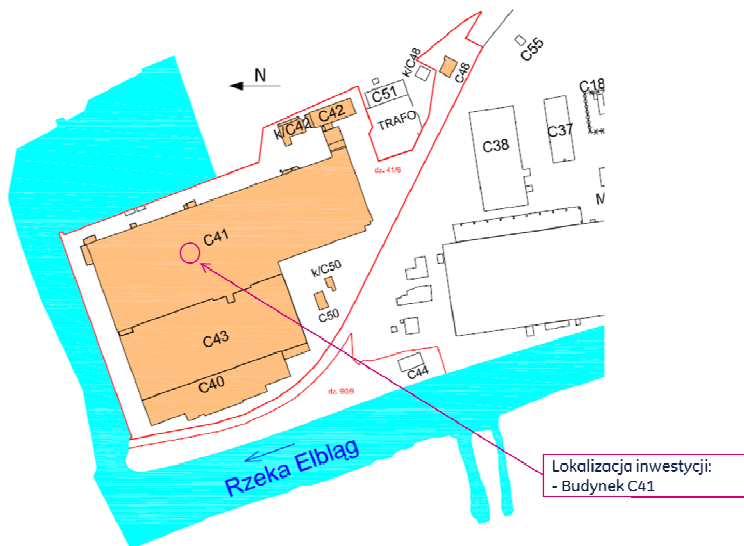 N
C55
k/C48
C48
C51
TRAFO
C18
k/C42
C42
C38
C37
dz. 41/6
M
C41
k/C50
C50
C43
C40
C44
dz. 90/9
Rzeka Elbląg
Lokalizacja inwestycji:
- Budynek C41